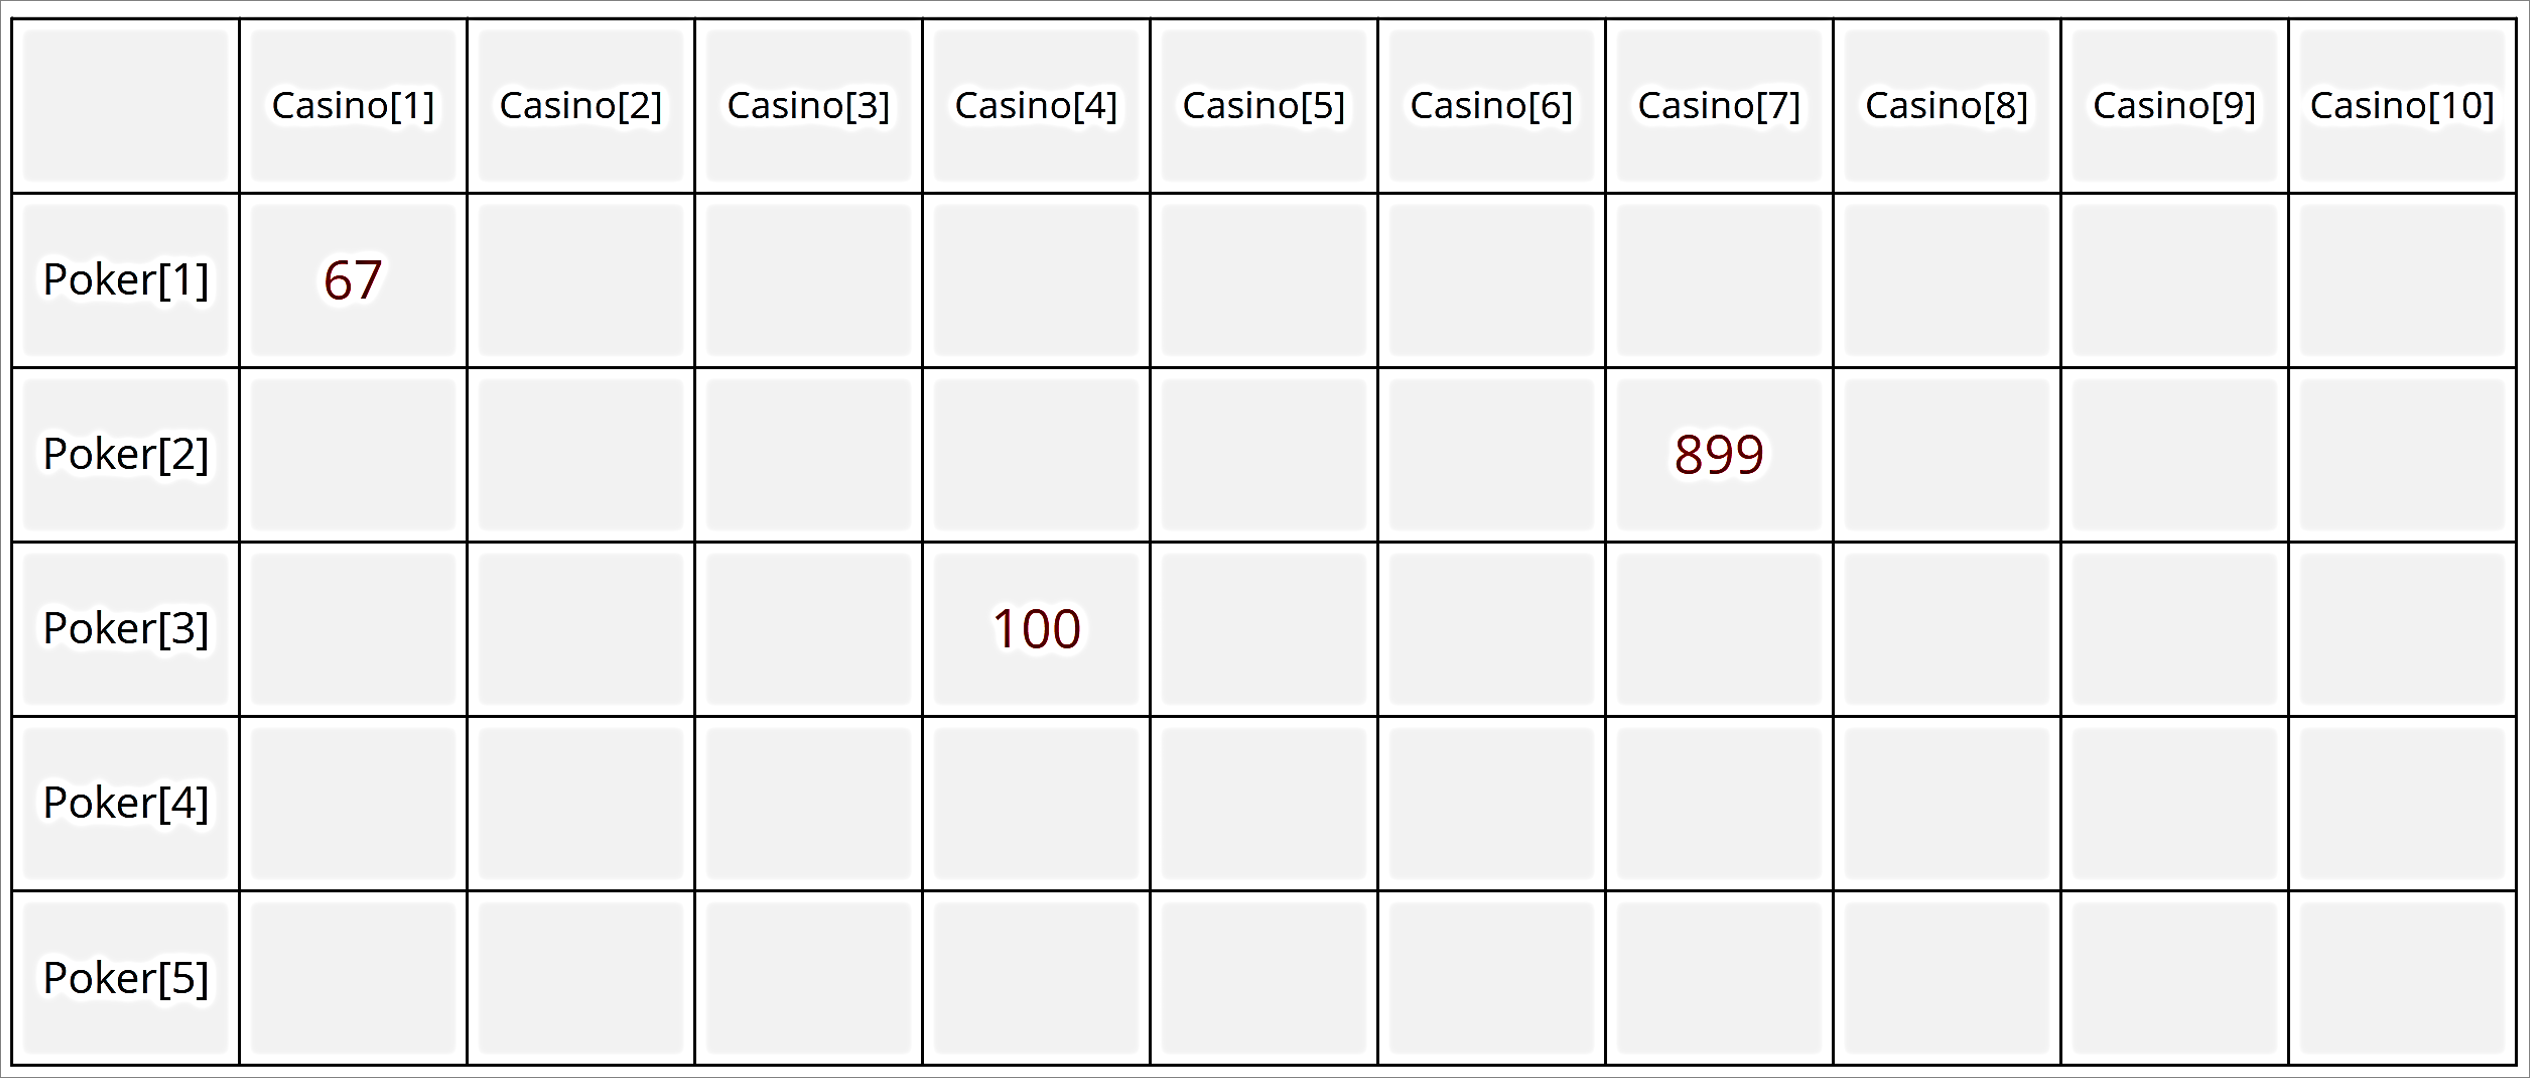 Casino[1] Casino[2] Casino[3] Casino[4] Casino[5] Casino[6] Casino[7] Casino[8] Casino[9] Casino[10]
Poker[1] 67
Poker[2] 899
Poker[3] 100
Poker[4]
Poker[5]